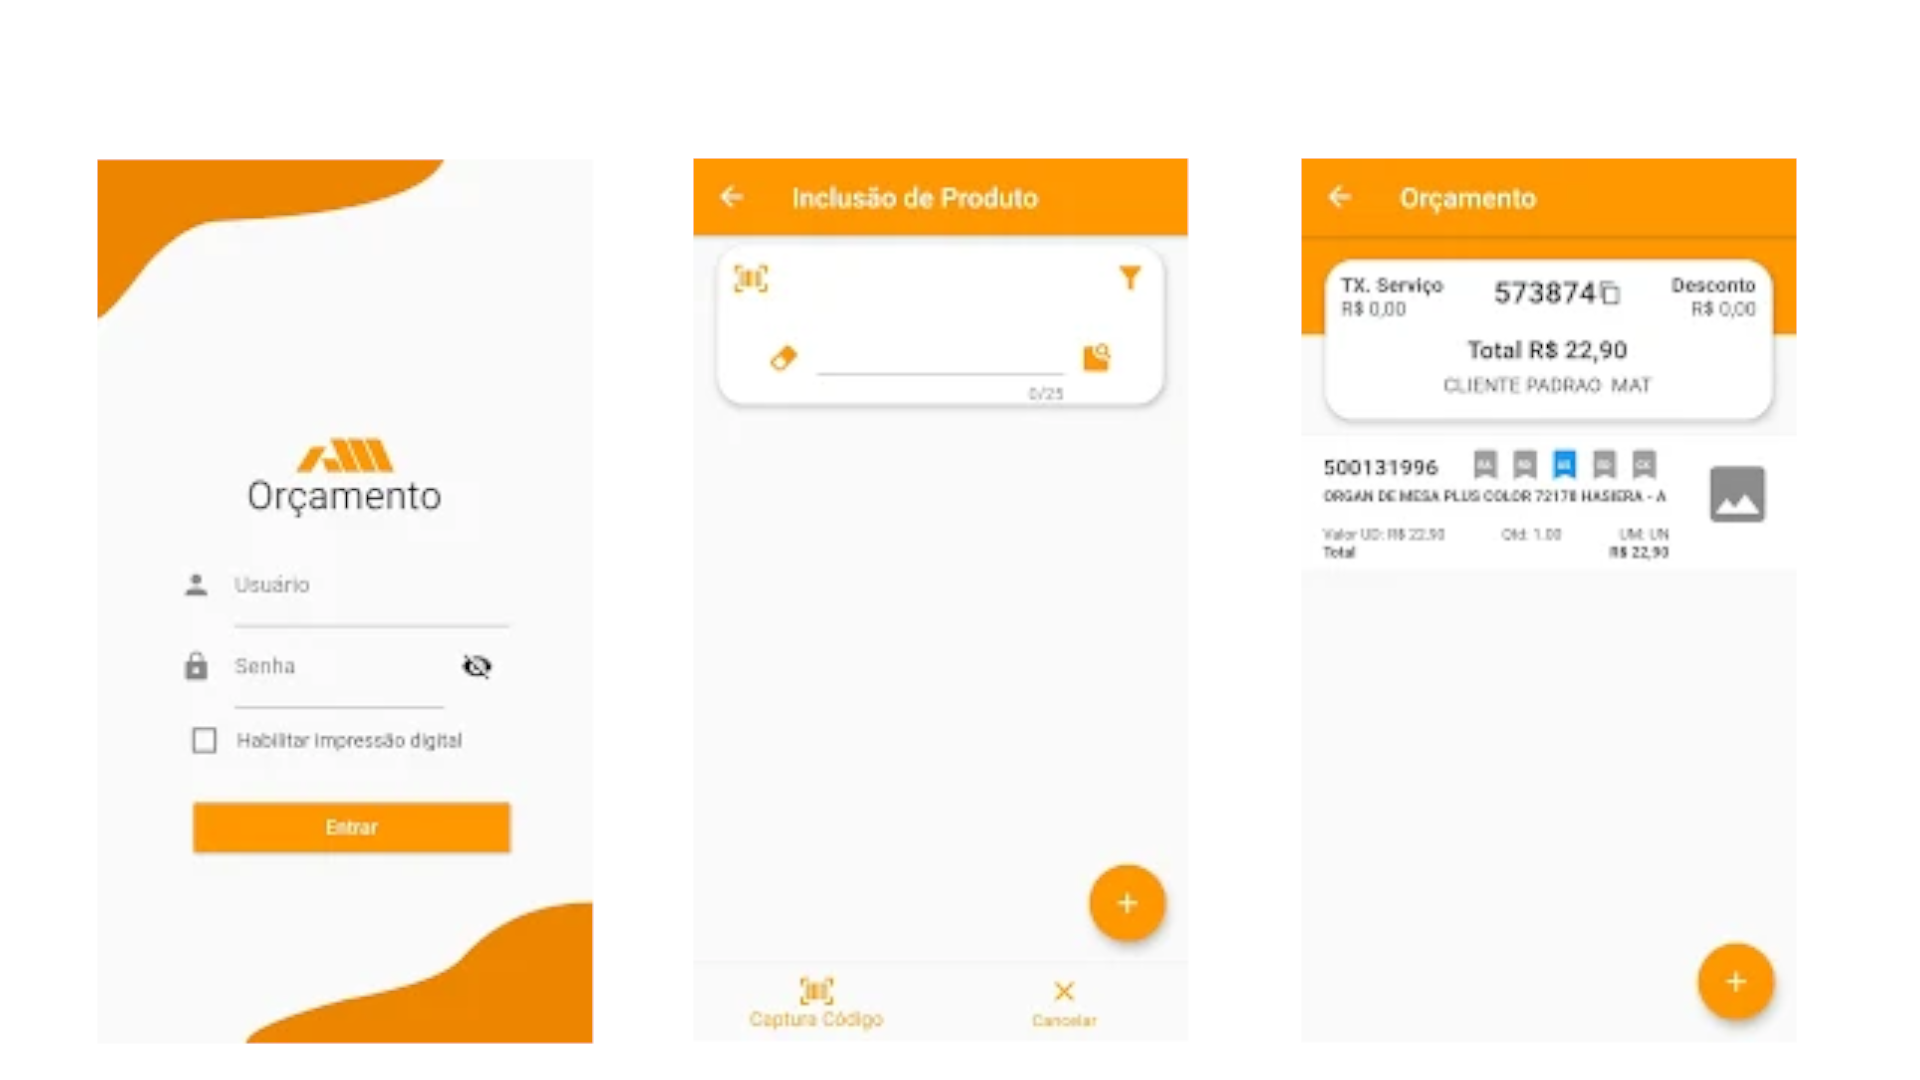 Orçamento
Usuário
Senha
Habilitar impressão digital
Entrar
Inclusão de Produto
0/25
Captura Código
Cancelar
Orçamento
TX. Serviço
573874
Desconto
R$ 0,00
R$ 0,00
Total R$ 22,90
CLIENTE PADRAO MAT
500131996
ORGAN DE MESA PLUS COLOR 72178 HASIERA - A
Valor UD: R$ 22.90
Qtd: 1.00
UM: UN
Total
R$ 22,90